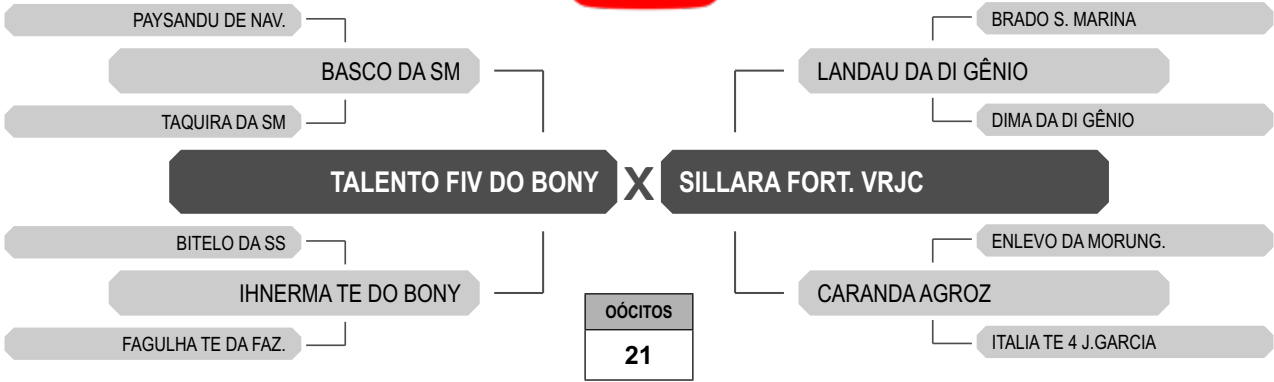 PAYSANDU DE NAV.
BASCO DA SM
TAQUIRA DA SM
BRADO S. MARINA
LANDAU DA DI GÊNIO
DIMA DA DI GÊNIO
TALENTO FIV DO BONY X SILLARA FORT. VRJC
BITELO DA SS
IHNERMA TE DO BONY
FAGULHA TE DA FAZ.
ENLEVO DA MORUNG.
CARANDA AGROZ
ITALIA TE 4 J.GARCIA
OÓCITOS
21